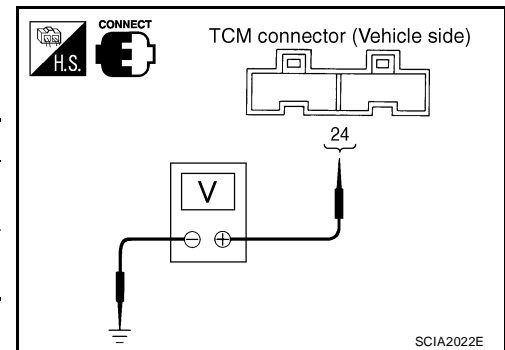 CONNECT
H.S.
TCM connector (Vehicle side)
24
V
SCIA2022E